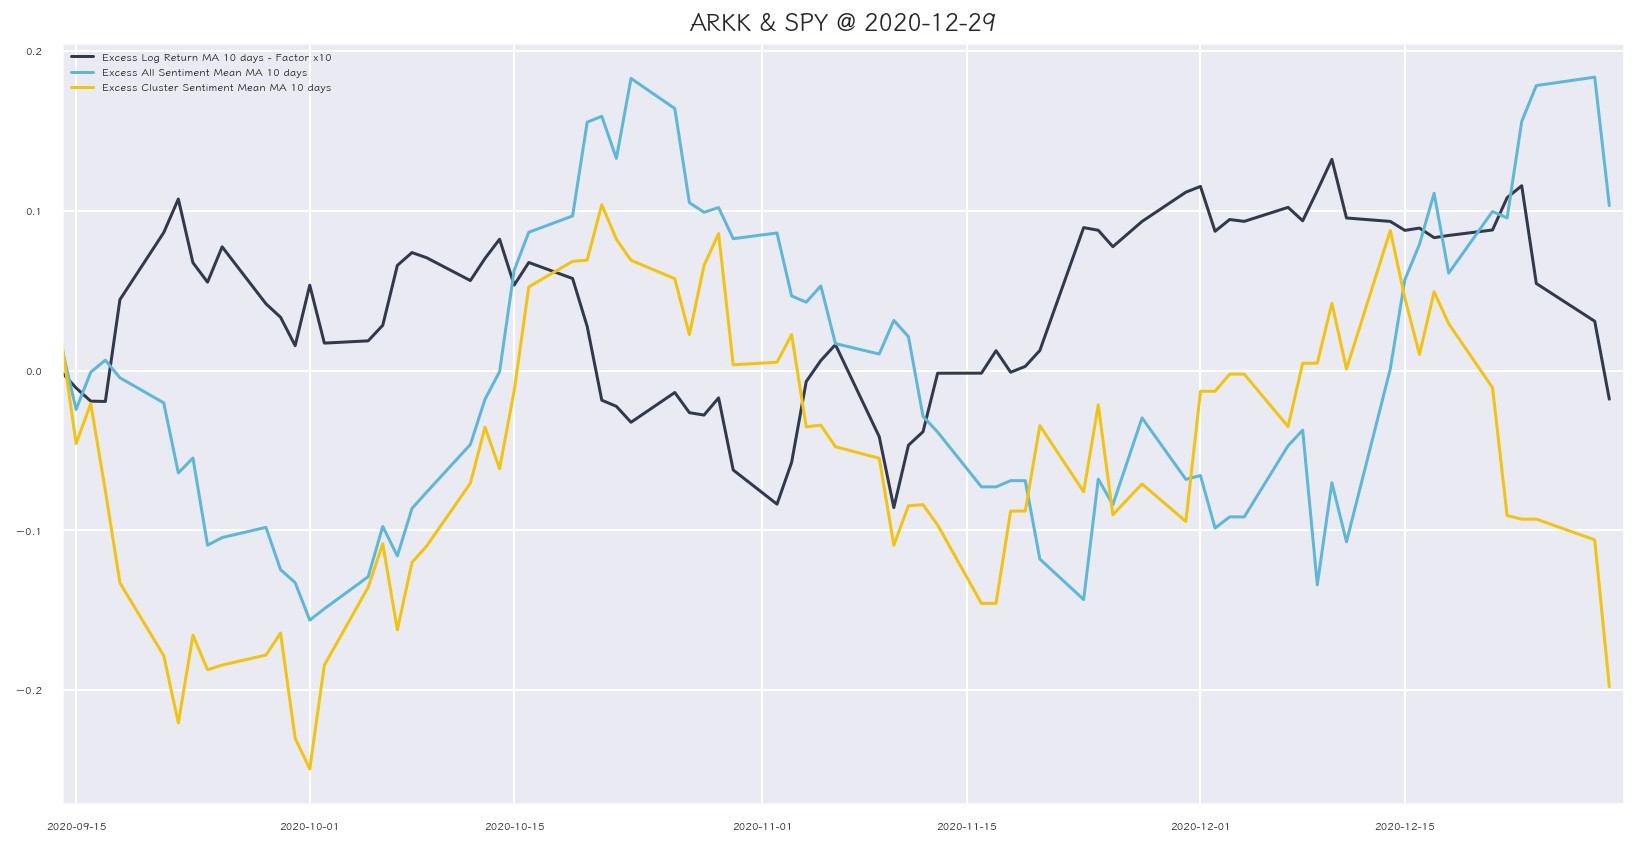 ARKK & SPY @ 2020-12-29
Excess Log Return MA 10 days - Factor x10
Excess All Sentiment Mean MA 10 days
Excess Cluster Sentiment Mean MA 10 days
0.2
0.1
0.0
−0.1
−0.2
2020-09-15 2020-10-01 2020-10-15 2020-11-01 2020-11-15 2020-12-01 2020-12-15